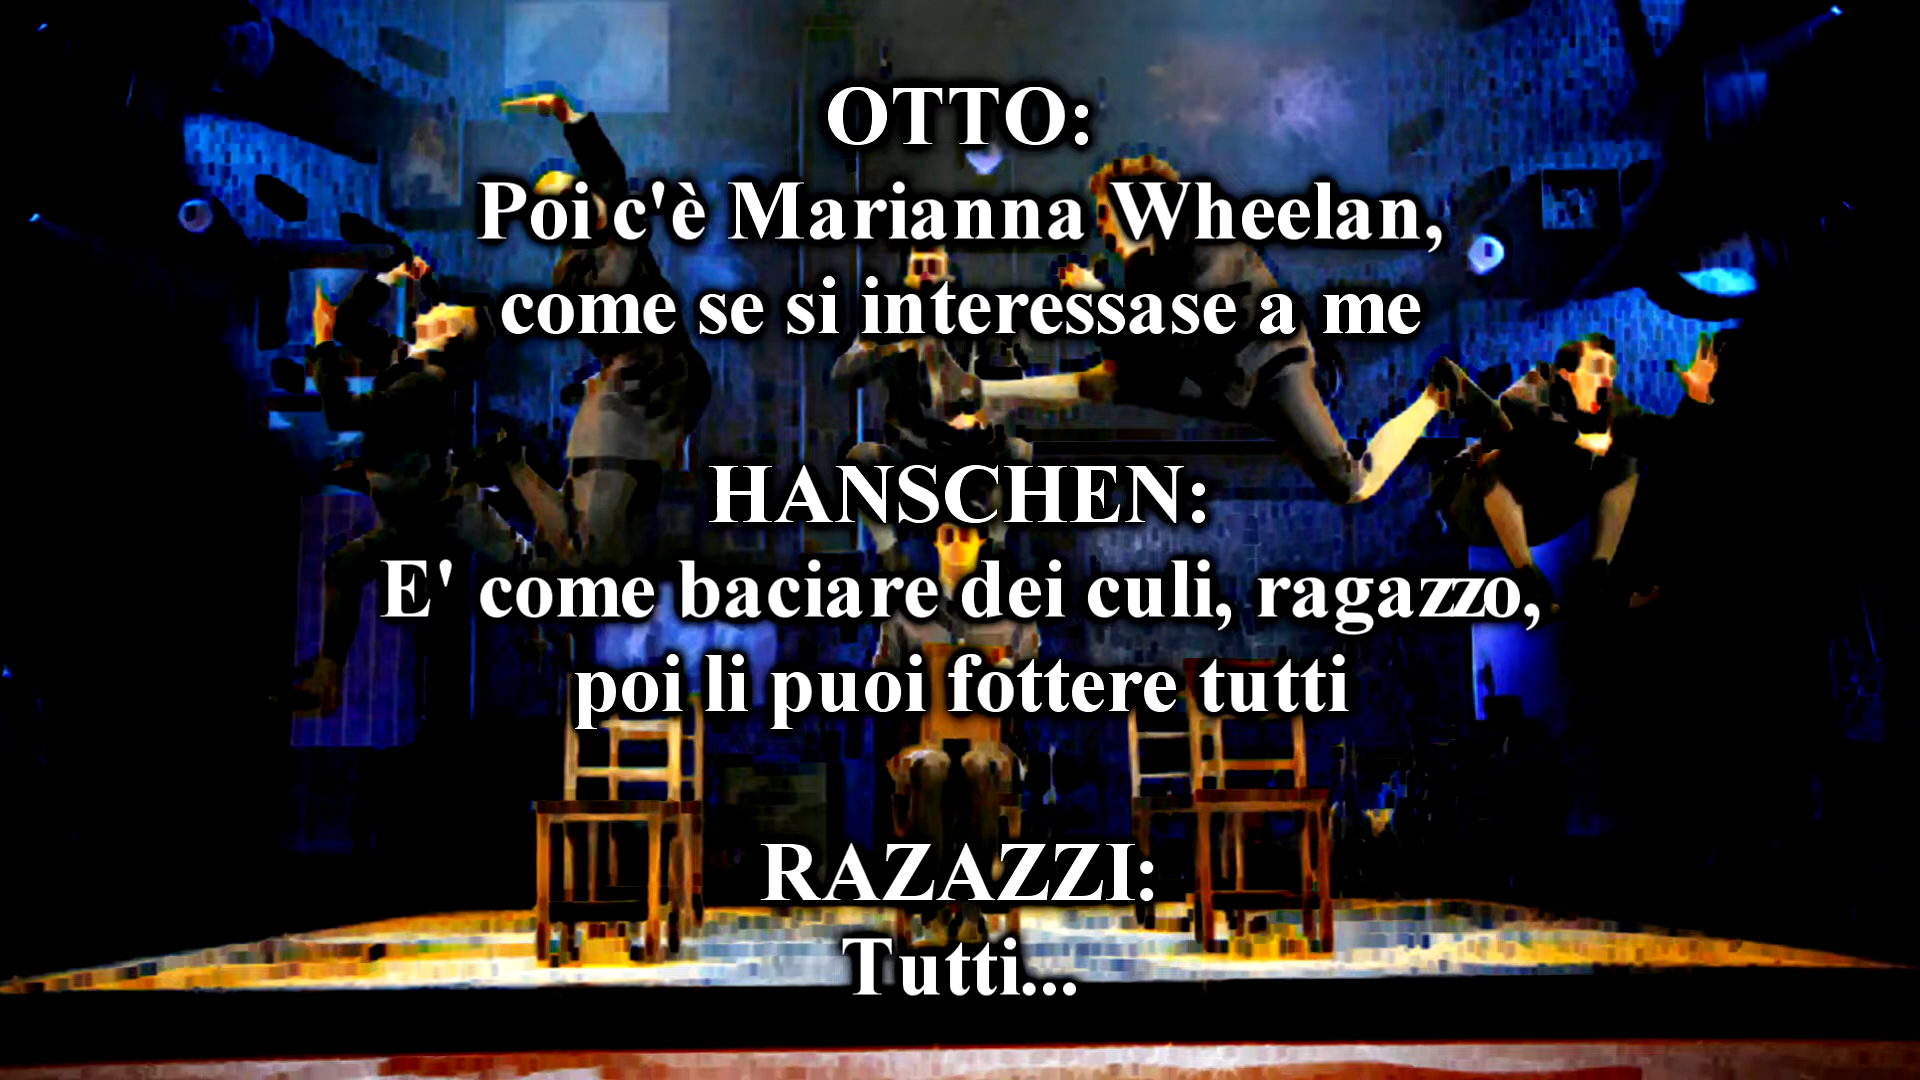 OTTO:
Poi c'è Marianna Wheelan,
come se si interessase a me
HANSCHEN:
E' come baciare dei culi, ragazzo,
poi li puoi fottere tutti
RAZAZZI:
Tutti...